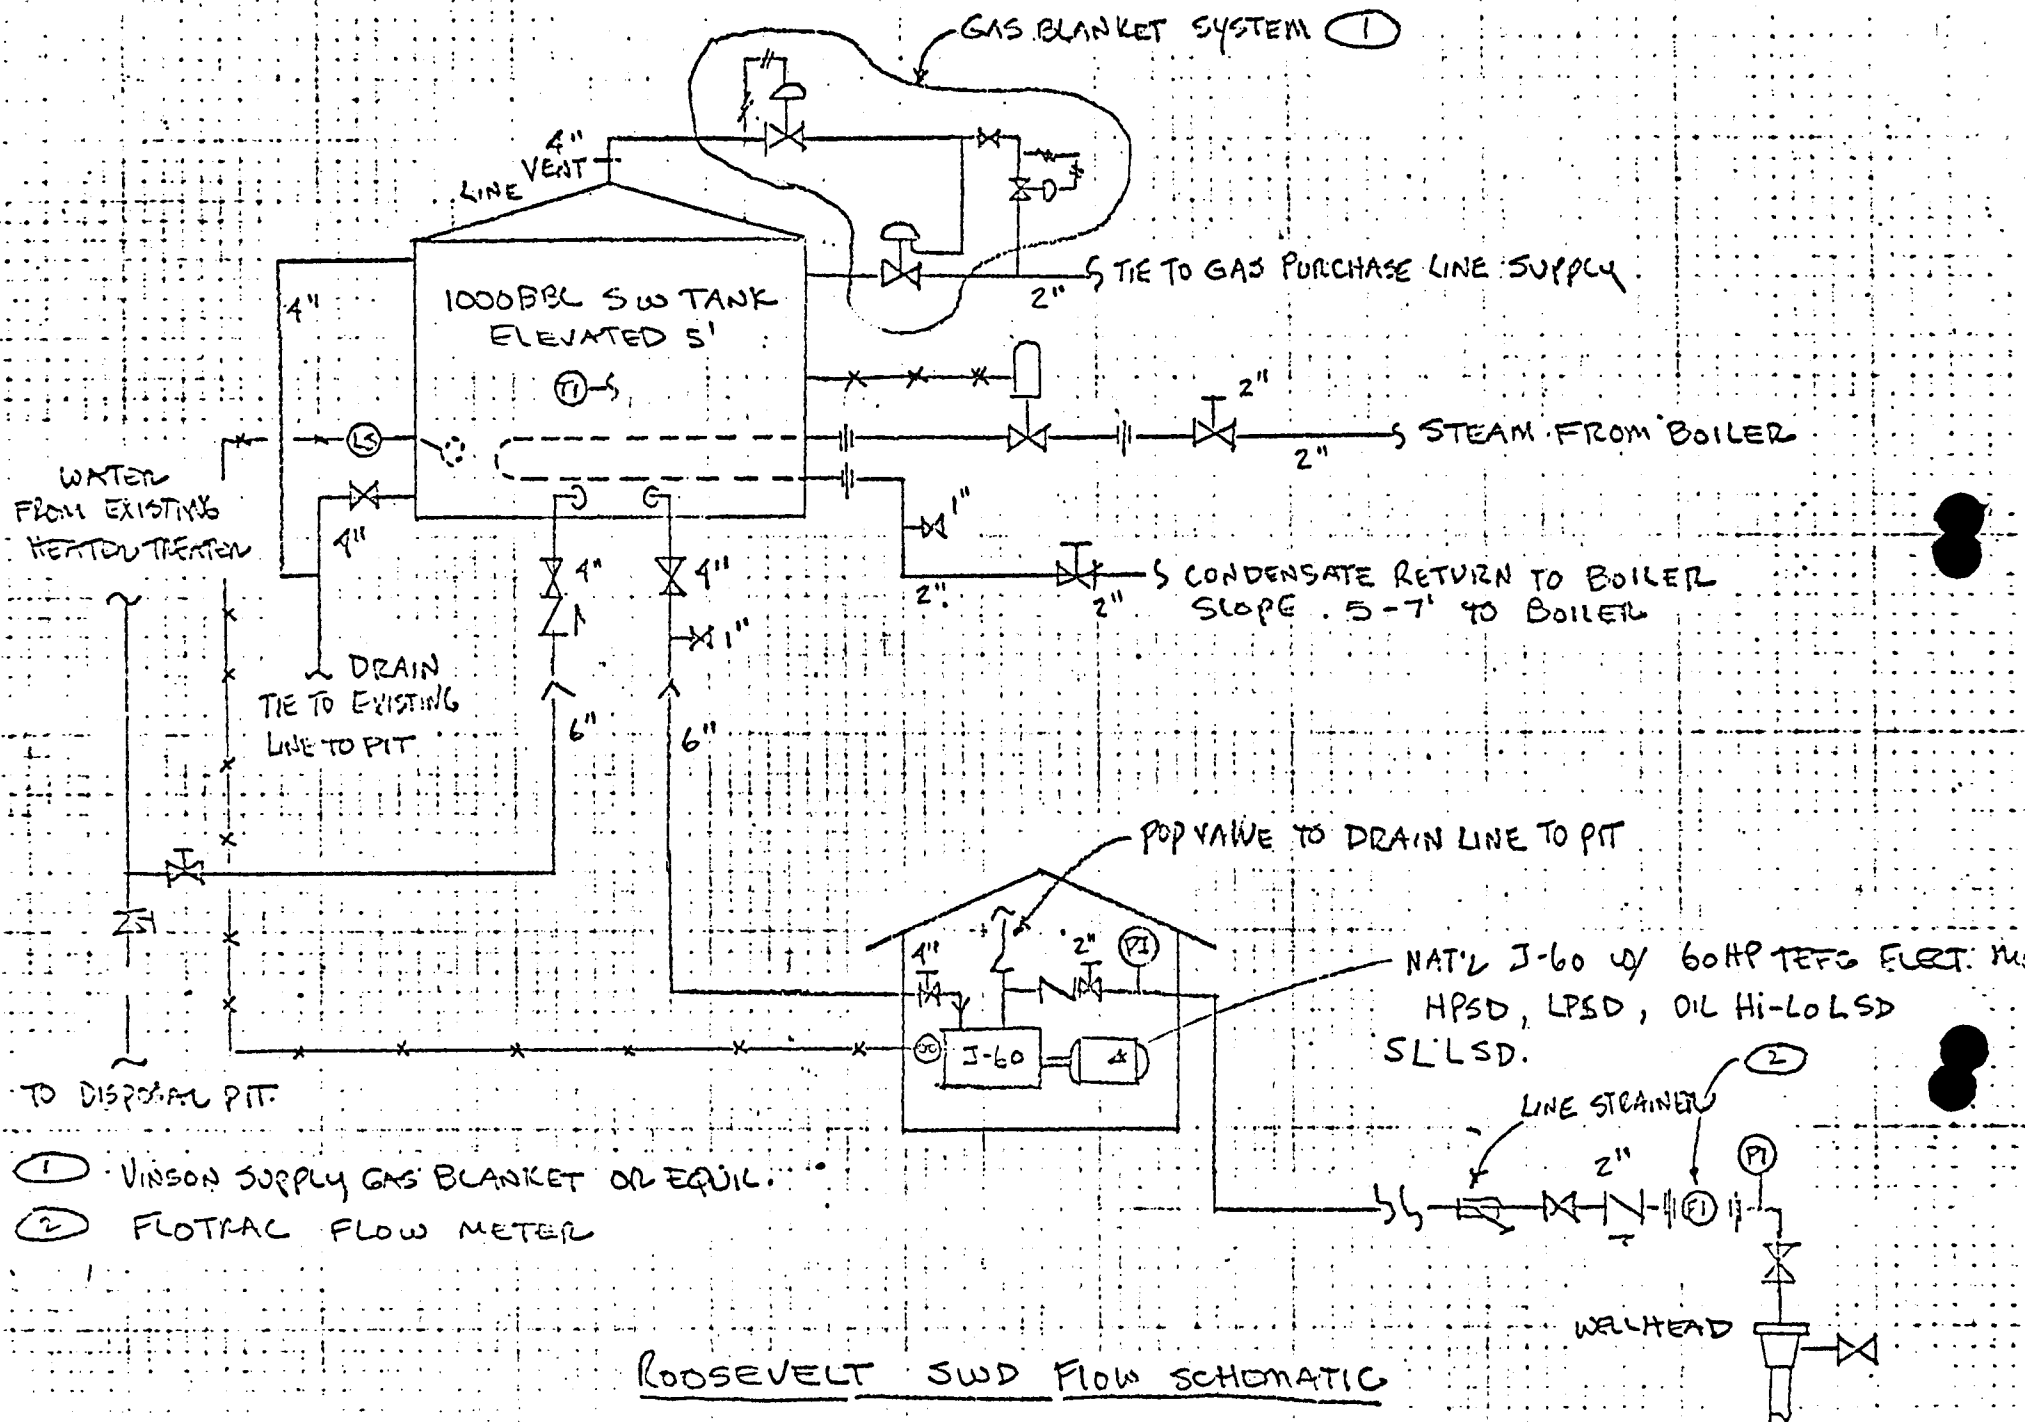 GAS BLANKET SYSTEM 1
4"
VENT
LINE
TIE TO GAS PURCHASE LINE SUPPLY
2"
4"
1000 BBL SW TANK
ELEVATED 5'
TI
2"
LS
STEAM FROM BOILER
2"
WATER
FROM EXISTING
HEATER TREATER
4"
1"
4"
4"
CONDENSATE RETURN TO BOILER
2"
2"
SLOPE .5-7' TO BOILER
1"
DRAIN
TIE TO EXISTING
LINE TO PIT
6"
6"
POP VALVE TO DRAIN LINE TO PIT
4"
2"
PI
NAT'L J-60 W/ 60HP TEFC ELECT.
HPSD, LPSD, OIL Hi-Lo LSD
SL LSD.
J-60
2
TO DISPOSAL PIT.
LINE STRAINER
2"
PI
FI
1 VINSON SUPPLY GAS BLANKET OR EQUIL.
2 FLOTRAC FLOW METER
WELLHEAD
ROOSEVELT SWD FLOW SCHEMATIC